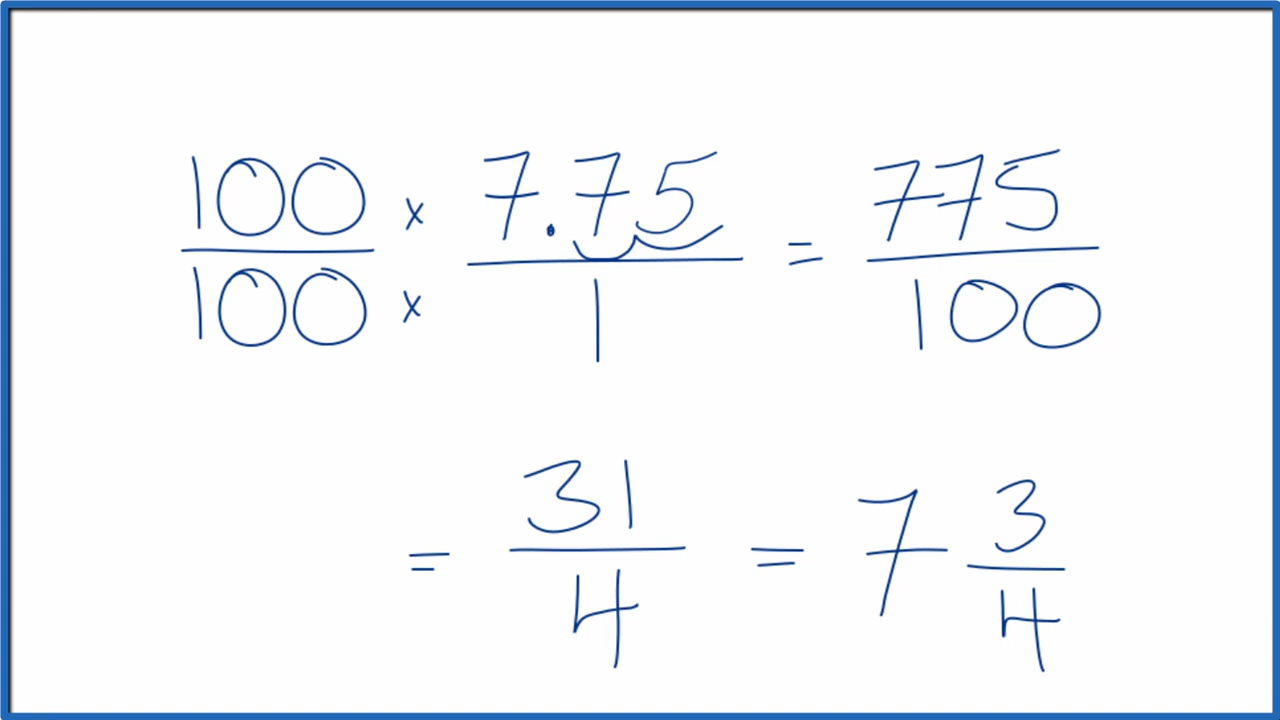 100/100 × × 7.75/1 = 775/100
= 31/4 = 7 3/4